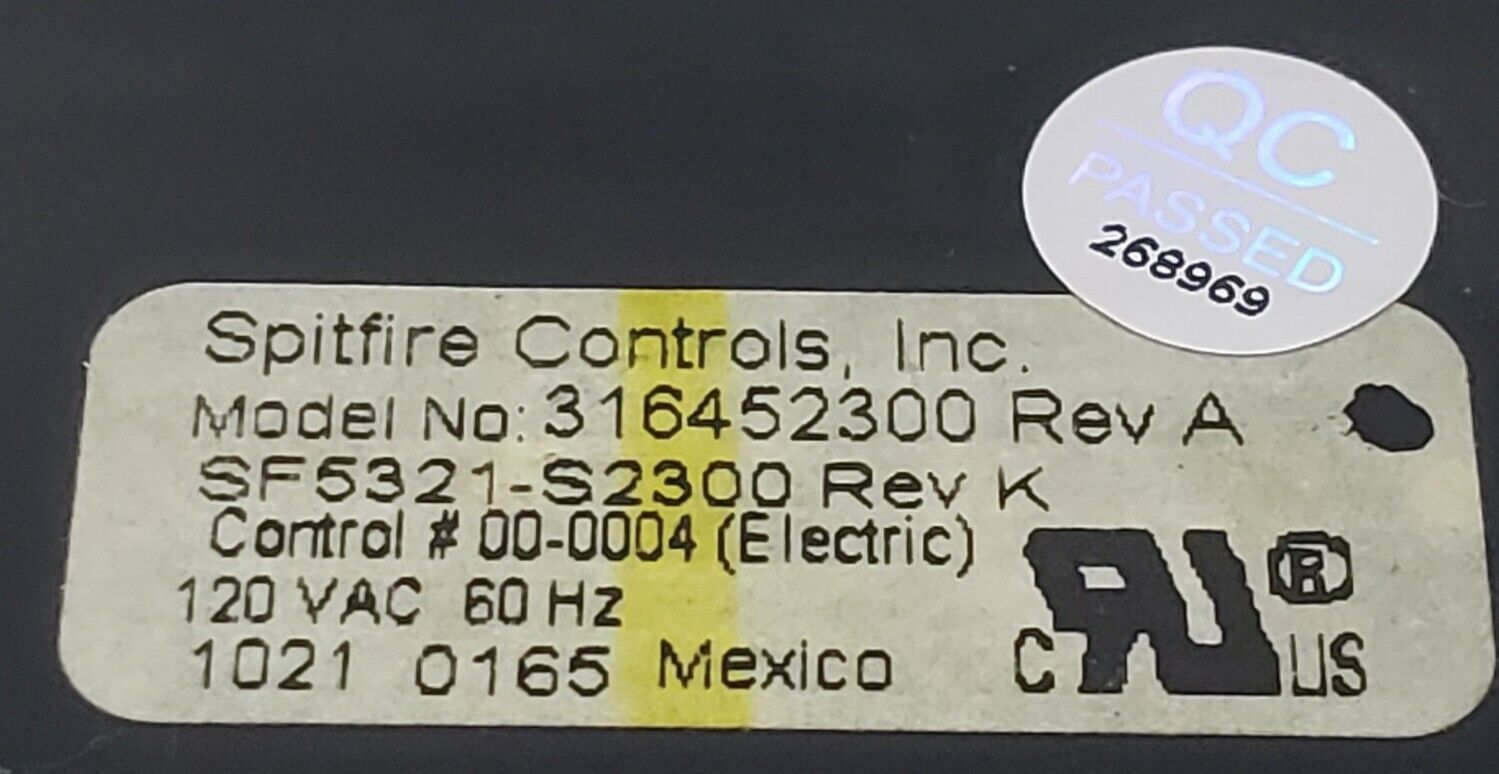 QC
PASSED
268969
Spitfire Controls, Inc.
Model No: 316452300 Rev A
SF5321-S2300 Rev K
Control # 00-0004 (Electric)
120 VAC 60 Hz
1021 0165 Mexico
C RU® US